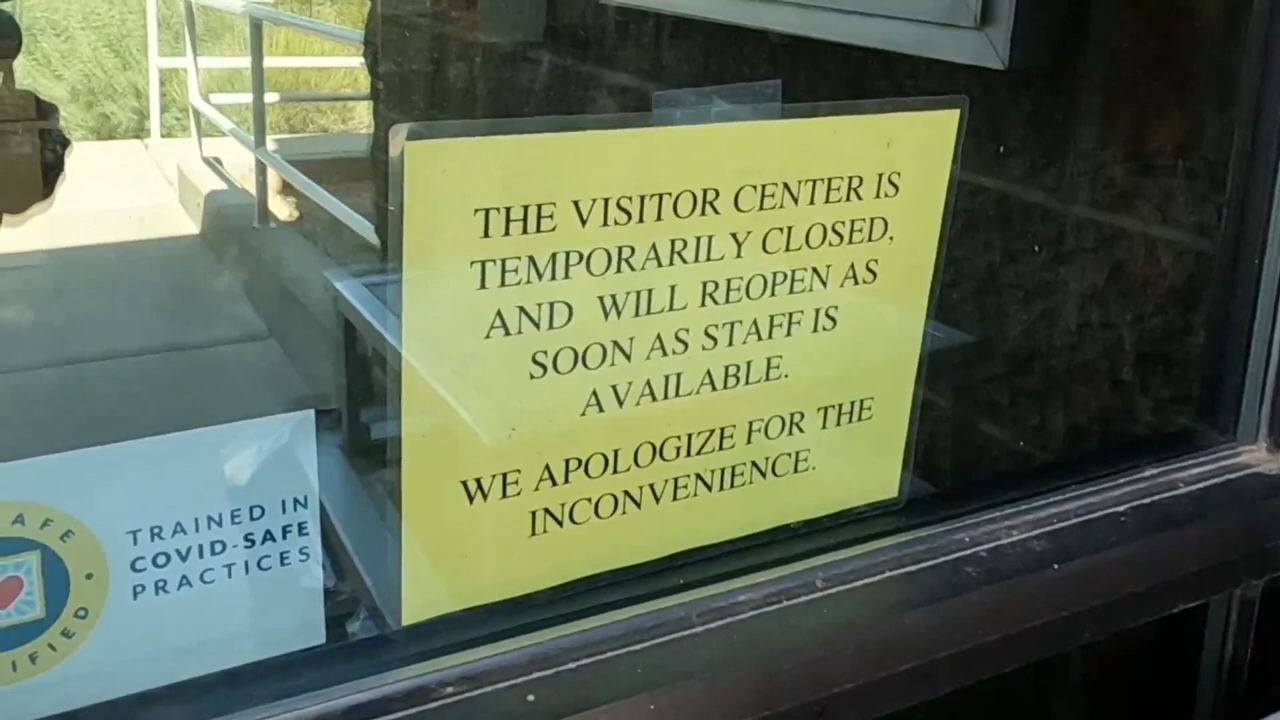 THE VISITOR CENTER IS
TEMPORARILY CLOSED,
AND WILL REOPEN AS
SOON AS STAFF IS
AVAILABLE.
WE APOLOGIZE FOR THE
INCONVENIENCE.
TRAINED IN
COVID-SAFE
PRACTICES